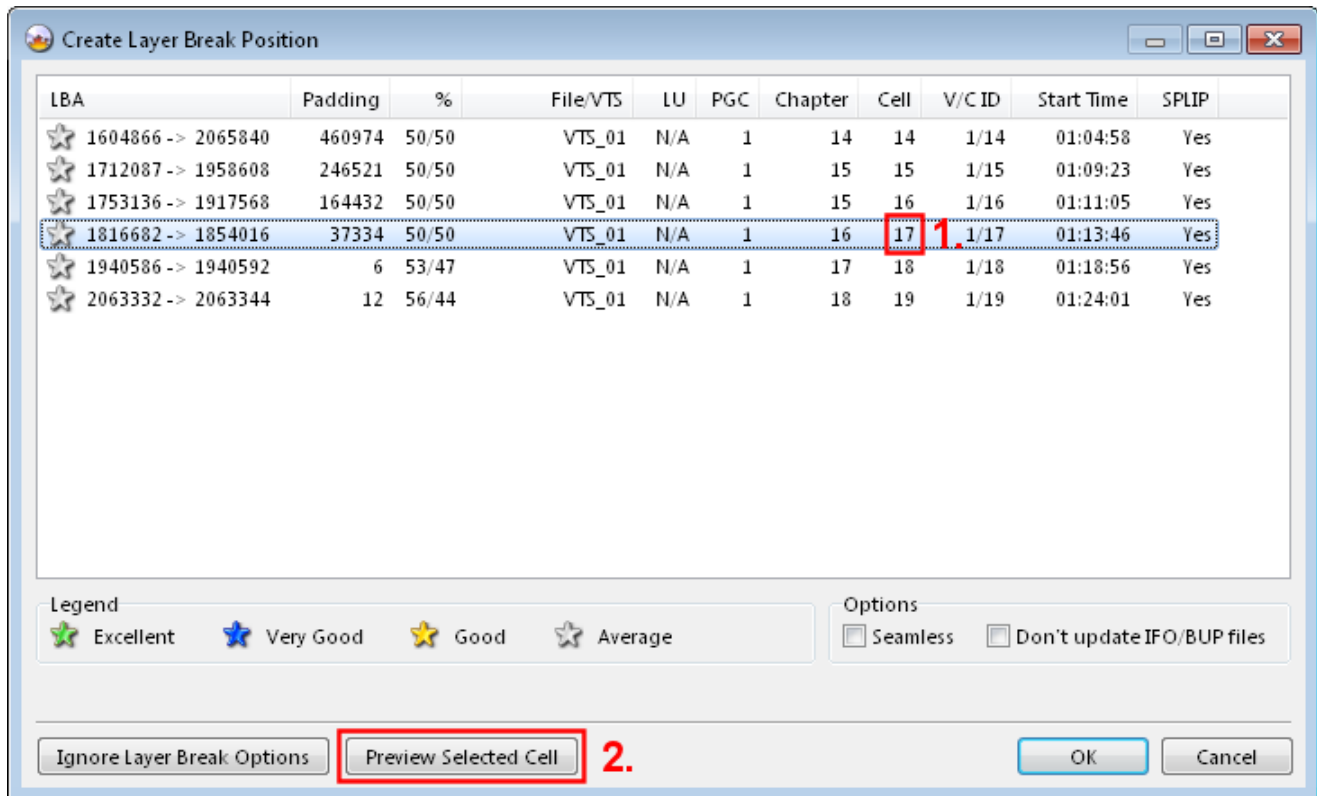 Create Layer Break Position
LBA Padding % File/VTS LU PGC Chapter Cell V/C ID Start Time SPLIP
1604866 -> 2065840 460974 50/50 VTS_01 N/A 1 14 14 1/14 01:04:58 Yes
1712087 -> 1958608 246521 50/50 VTS_01 N/A 1 15 15 1/15 01:09:23 Yes
1753136 -> 1917568 164432 50/50 VTS_01 N/A 1 15 16 1/16 01:11:05 Yes
1816682 -> 1854016 37334 50/50 VTS_01 N/A 1 16 17 1. 1/17 01:13:46 Yes
1940586 -> 1940592 6 53/47 VTS_01 N/A 1 17 18 1/18 01:18:56 Yes
2063332 -> 2063344 12 56/44 VTS_01 N/A 1 18 19 1/19 01:24:01 Yes
Legend Options
Excellent Very Good Good Average Seamless Don't update IFO/BUP files
Ignore Layer Break Options Preview Selected Cell 2. OK Cancel